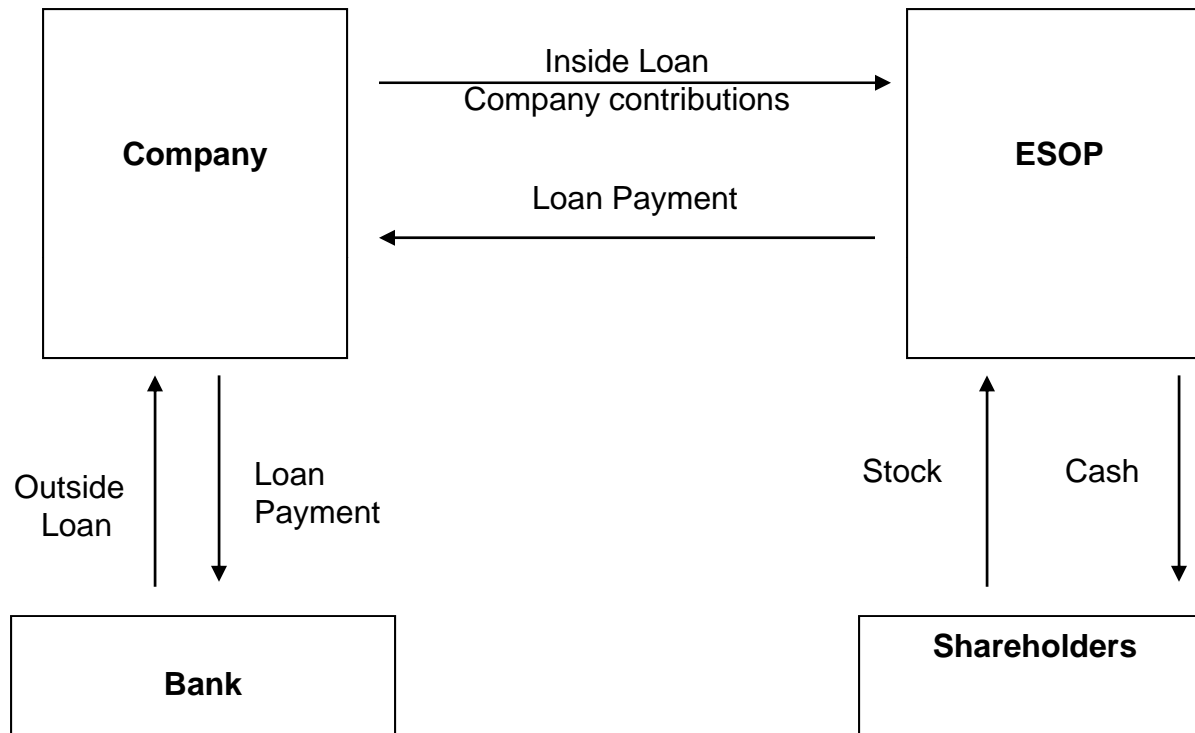 Inside Loan
Company contributions
Company
ESOP
Loan Payment
Outside
Loan
Loan
Payment
Stock
Cash
Bank
Shareholders